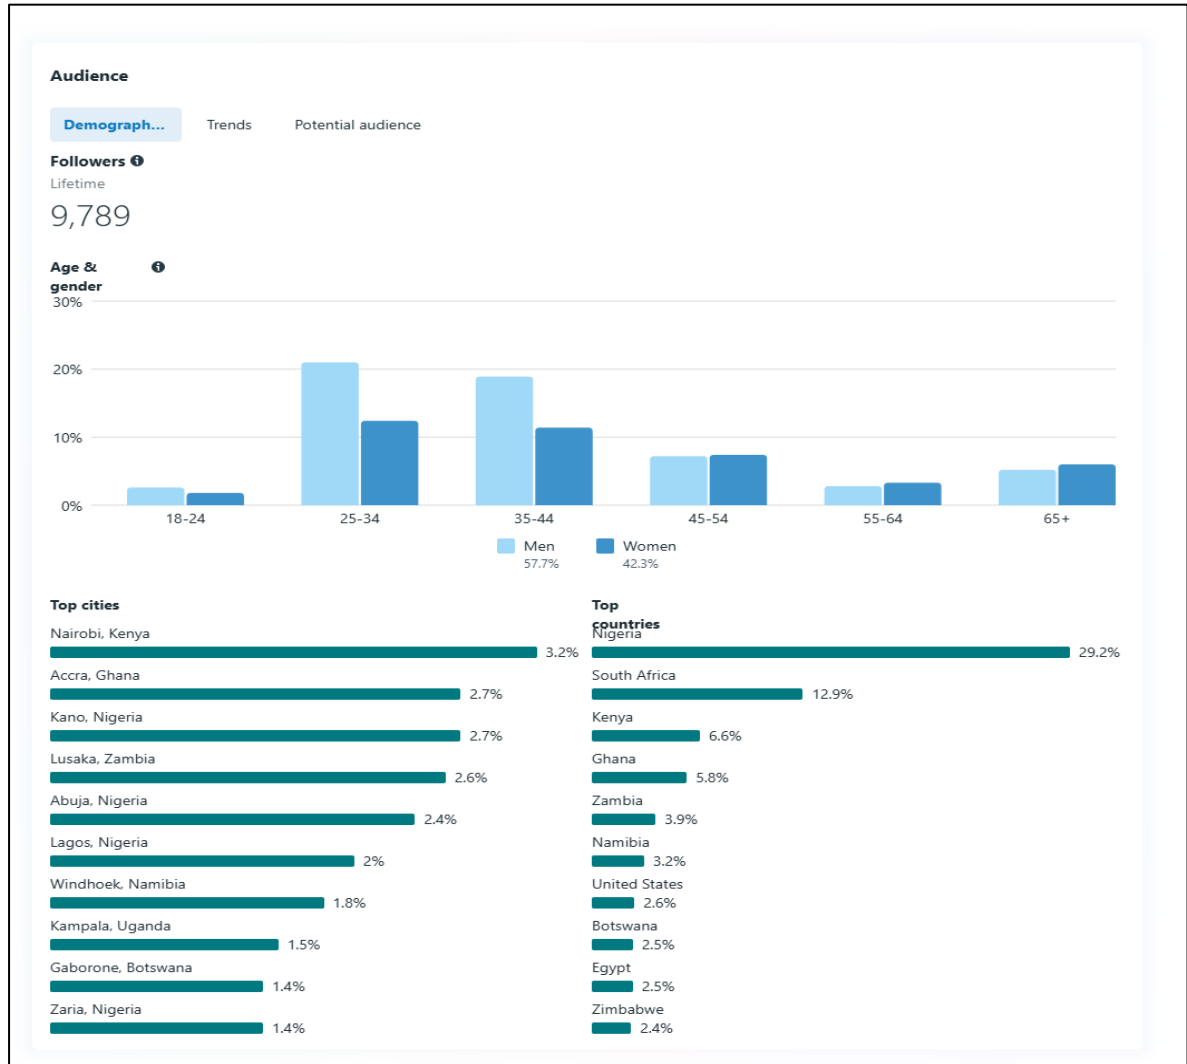 Audience
Demograph... Trends Potential audience
Followers
Lifetime
9,789
Age &
gender
30%
20%
10%
0%
18-24 25-34 35-44 45-54 55-64 65+
Men Women
57.7% 42.3%
Top cities
Nairobi, Kenya
3.2%
Accra, Ghana
2.7%
Kano, Nigeria
2.7%
Lusaka, Zambia
2.6%
Abuja, Nigeria
2.4%
Lagos, Nigeria
2%
Windhoek, Namibia
1.8%
Kampala, Uganda
1.5%
Gaborone, Botswana
1.4%
Zaria, Nigeria
1.4%
Top
countries
Nigeria
29.2%
South Africa
12.9%
Kenya
6.6%
Ghana
5.8%
Zambia
3.9%
Namibia
3.2%
United States
2.6%
Botswana
2.5%
Egypt
2.5%
Zimbabwe
2.4%